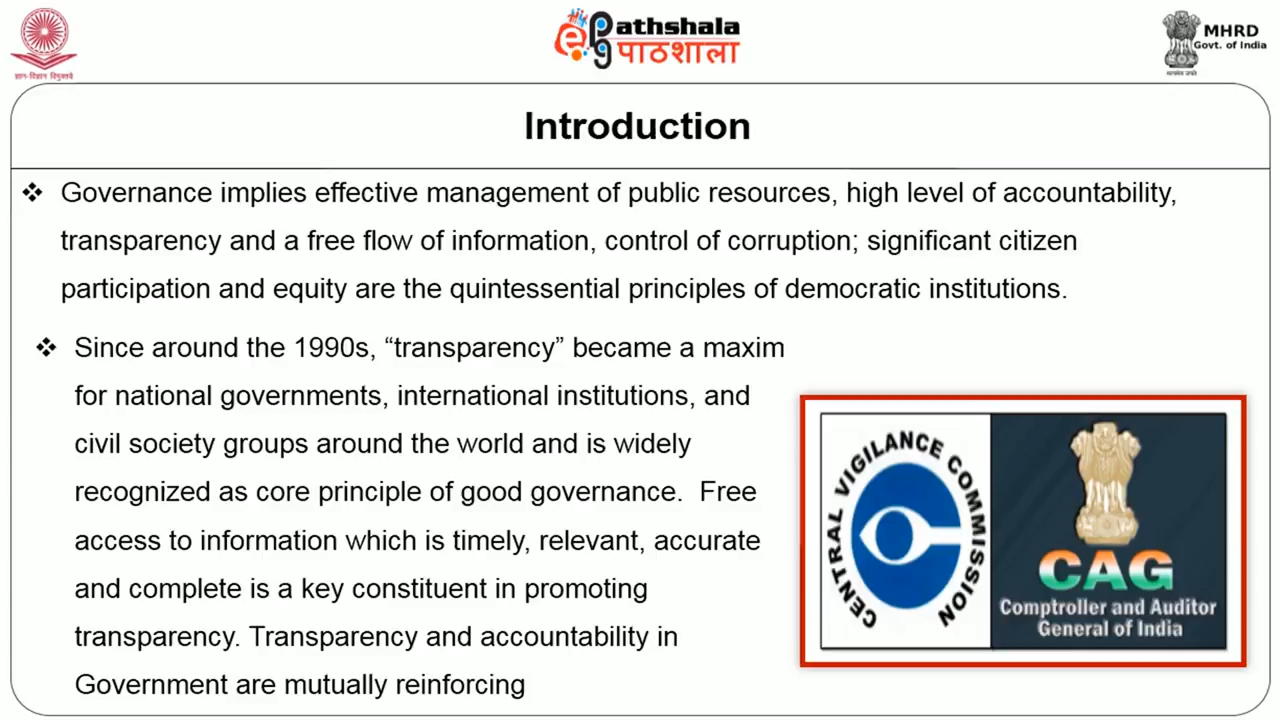 ज्ञान-विज्ञान विमुक्तये
ePathshala
पाठशाला
MHRD
Govt. of India
सत्यमेव जयते
Introduction
Governance implies effective management of public resources, high level of accountability,
transparency and a free flow of information, control of corruption; significant citizen
participation and equity are the quintessential principles of democratic institutions.
Since around the 1990s, “transparency” became a maxim
for national governments, international institutions, and
civil society groups around the world and is widely
recognized as core principle of good governance. Free
access to information which is timely, relevant, accurate
and complete is a key constituent in promoting
transparency. Transparency and accountability in
Government are mutually reinforcing
CENTRAL VIGILANCE COMMISSION
CAG
Comptroller and Auditor
General of India